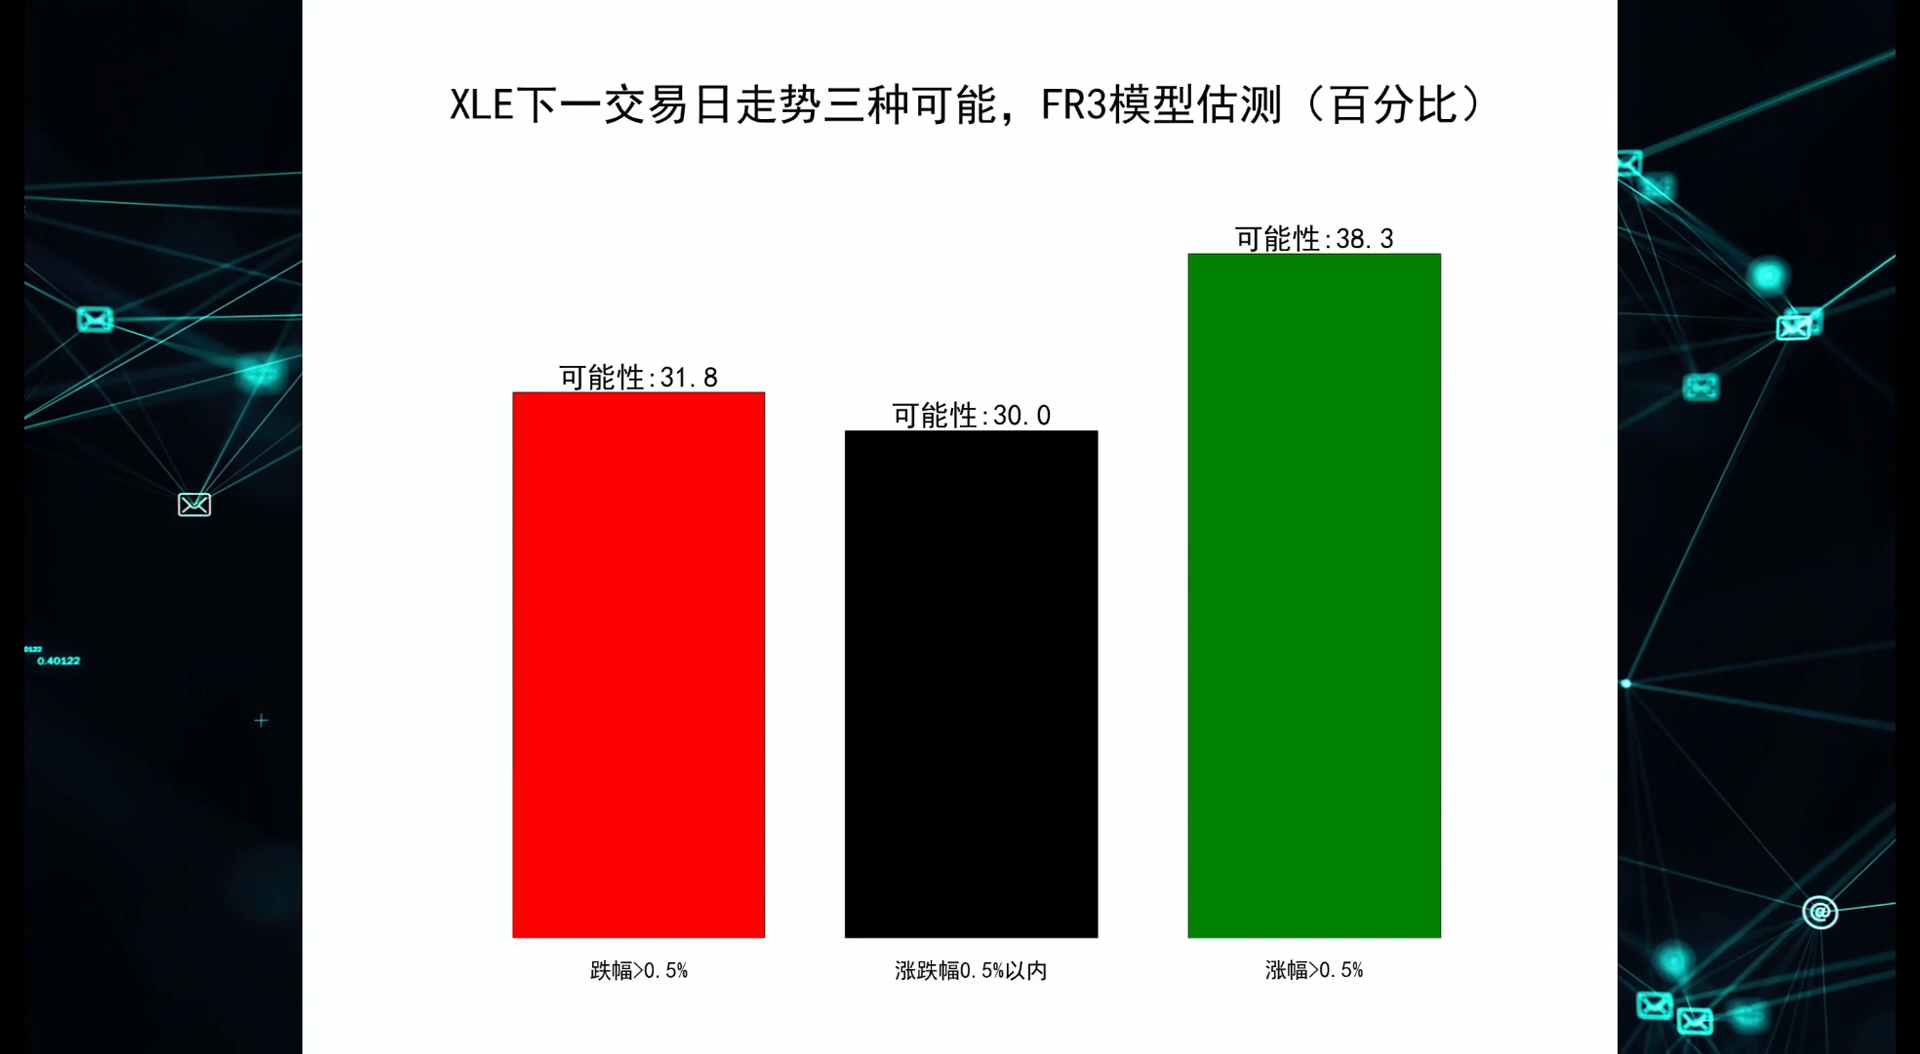 XLE下一交易日走势三种可能，FR3模型估测（百分比）
可能性:38.3
可能性:31.8
可能性:30.0
0122
0.40122
跌幅>0.5%
涨跌幅0.5%以内
涨幅>0.5%